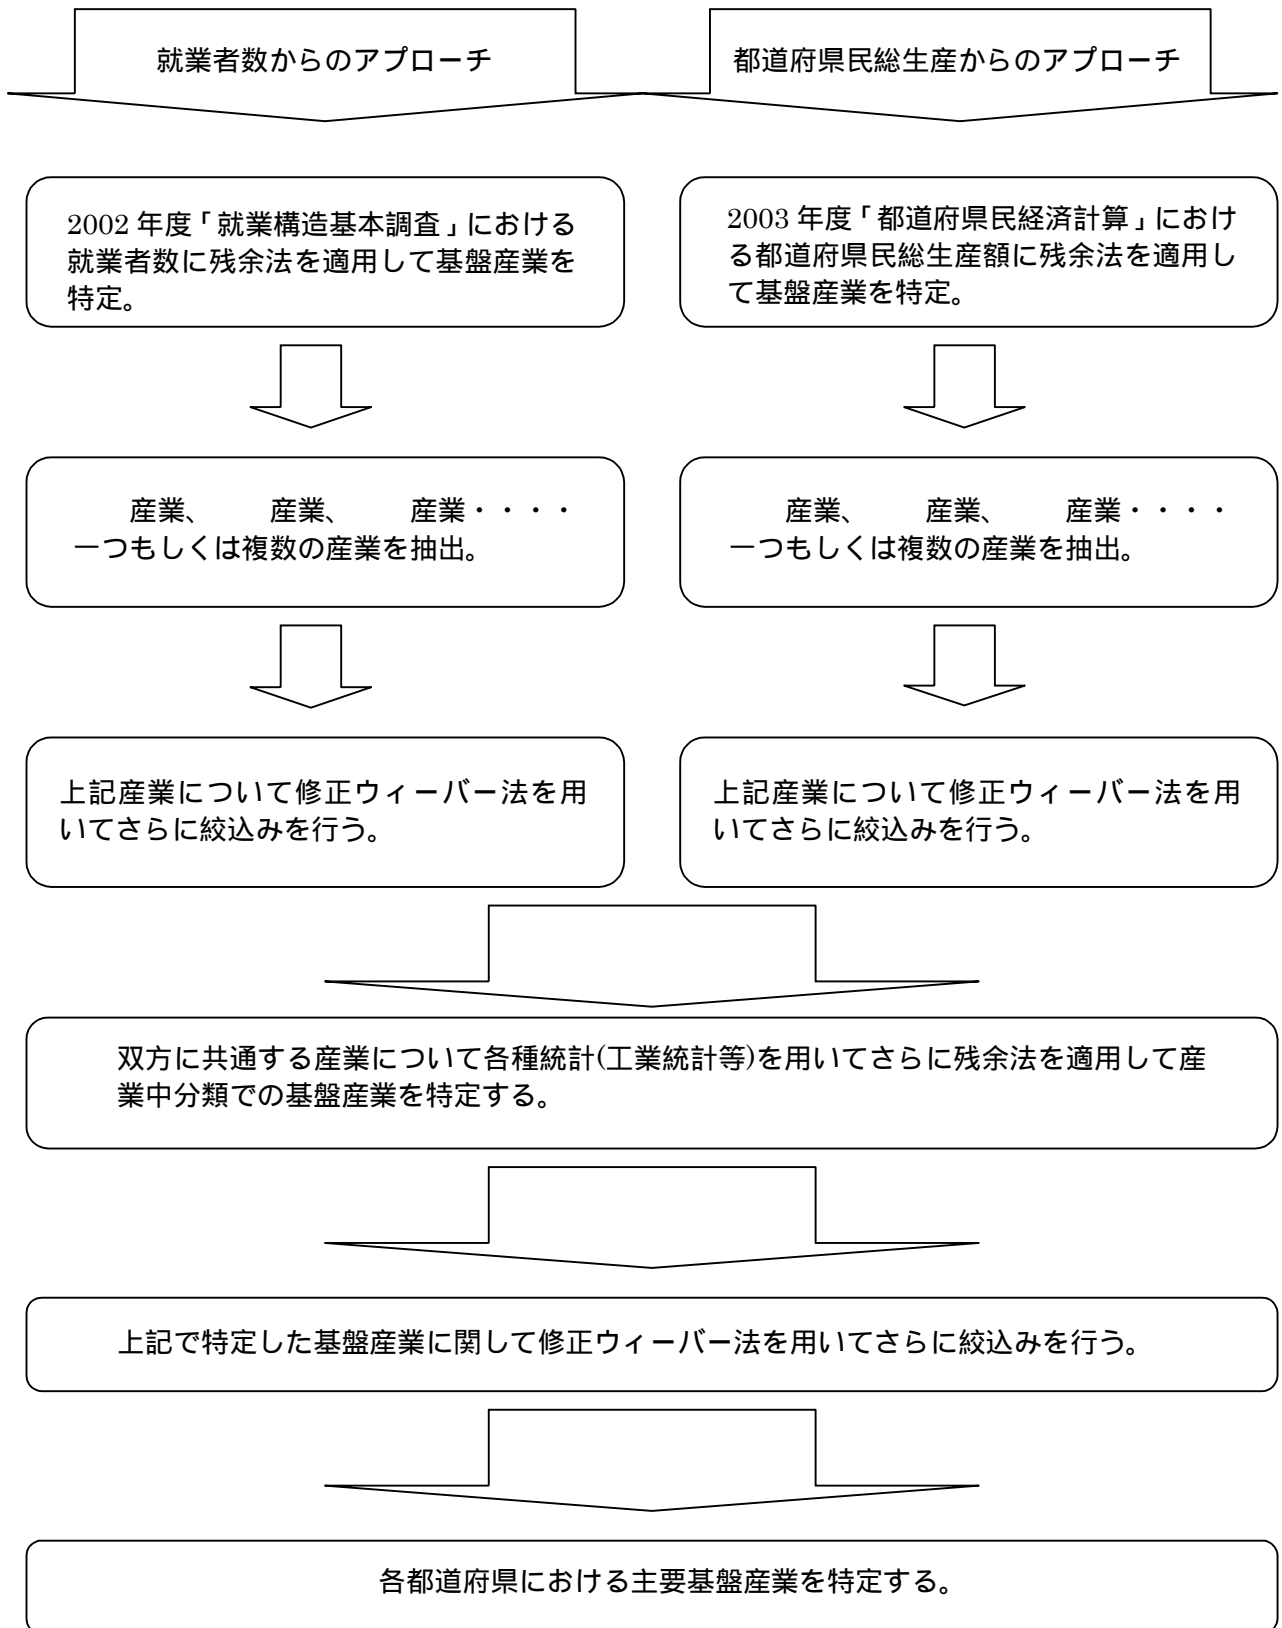 就業者数からのアプローチ
都道府県民総生産からのアプローチ
2002 年度「就業構造基本調査」における
就業者数に残余法を適用して基盤産業を
特定。
2003 年度「都道府県民経済計算」におけ
る都道府県民総生産額に残余法を適用し
て基盤産業を特定。
産業、 産業、 産業・・・・
一つもしくは複数の産業を抽出。
産業、 産業、 産業・・・・
一つもしくは複数の産業を抽出。
上記産業について修正ウィーバー法を用
いてさらに絞込みを行う。
上記産業について修正ウィーバー法を用
いてさらに絞込みを行う。
双方に共通する産業について各種統計(工業統計等)を用いてさらに残余法を適用して産
業中分類での基盤産業を特定する。
上記で特定した基盤産業に関して修正ウィーバー法を用いてさらに絞込みを行う。
各都道府県における主要基盤産業を特定する。